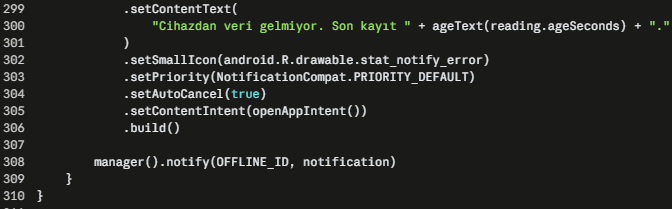 299 .setContentText(
300 "Cihazdan veri gelmiyor. Son kayıt " + ageText(reading.ageSeconds) + "."
301 )
302 .setSmallIcon(android.R.drawable.stat_notify_error)
303 .setPriority(NotificationCompat.PRIORITY_DEFAULT)
304 .setAutoCancel(true)
305 .setContentIntent(openAppIntent())
306 .build()
307
308 manager().notify(OFFLINE_ID, notification)
309 }
310 }